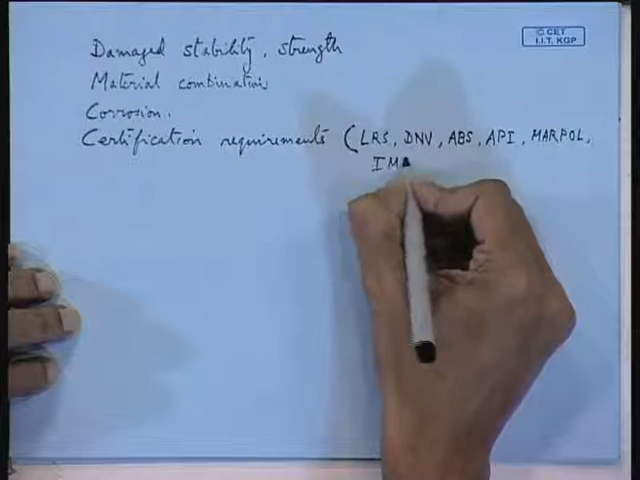 © CET
I.I.T. KGP
Damaged stability, strength
Material combination
Corrosion.
Certification requirements (LRS, DNV, ABS, API, MARPOL,
IM